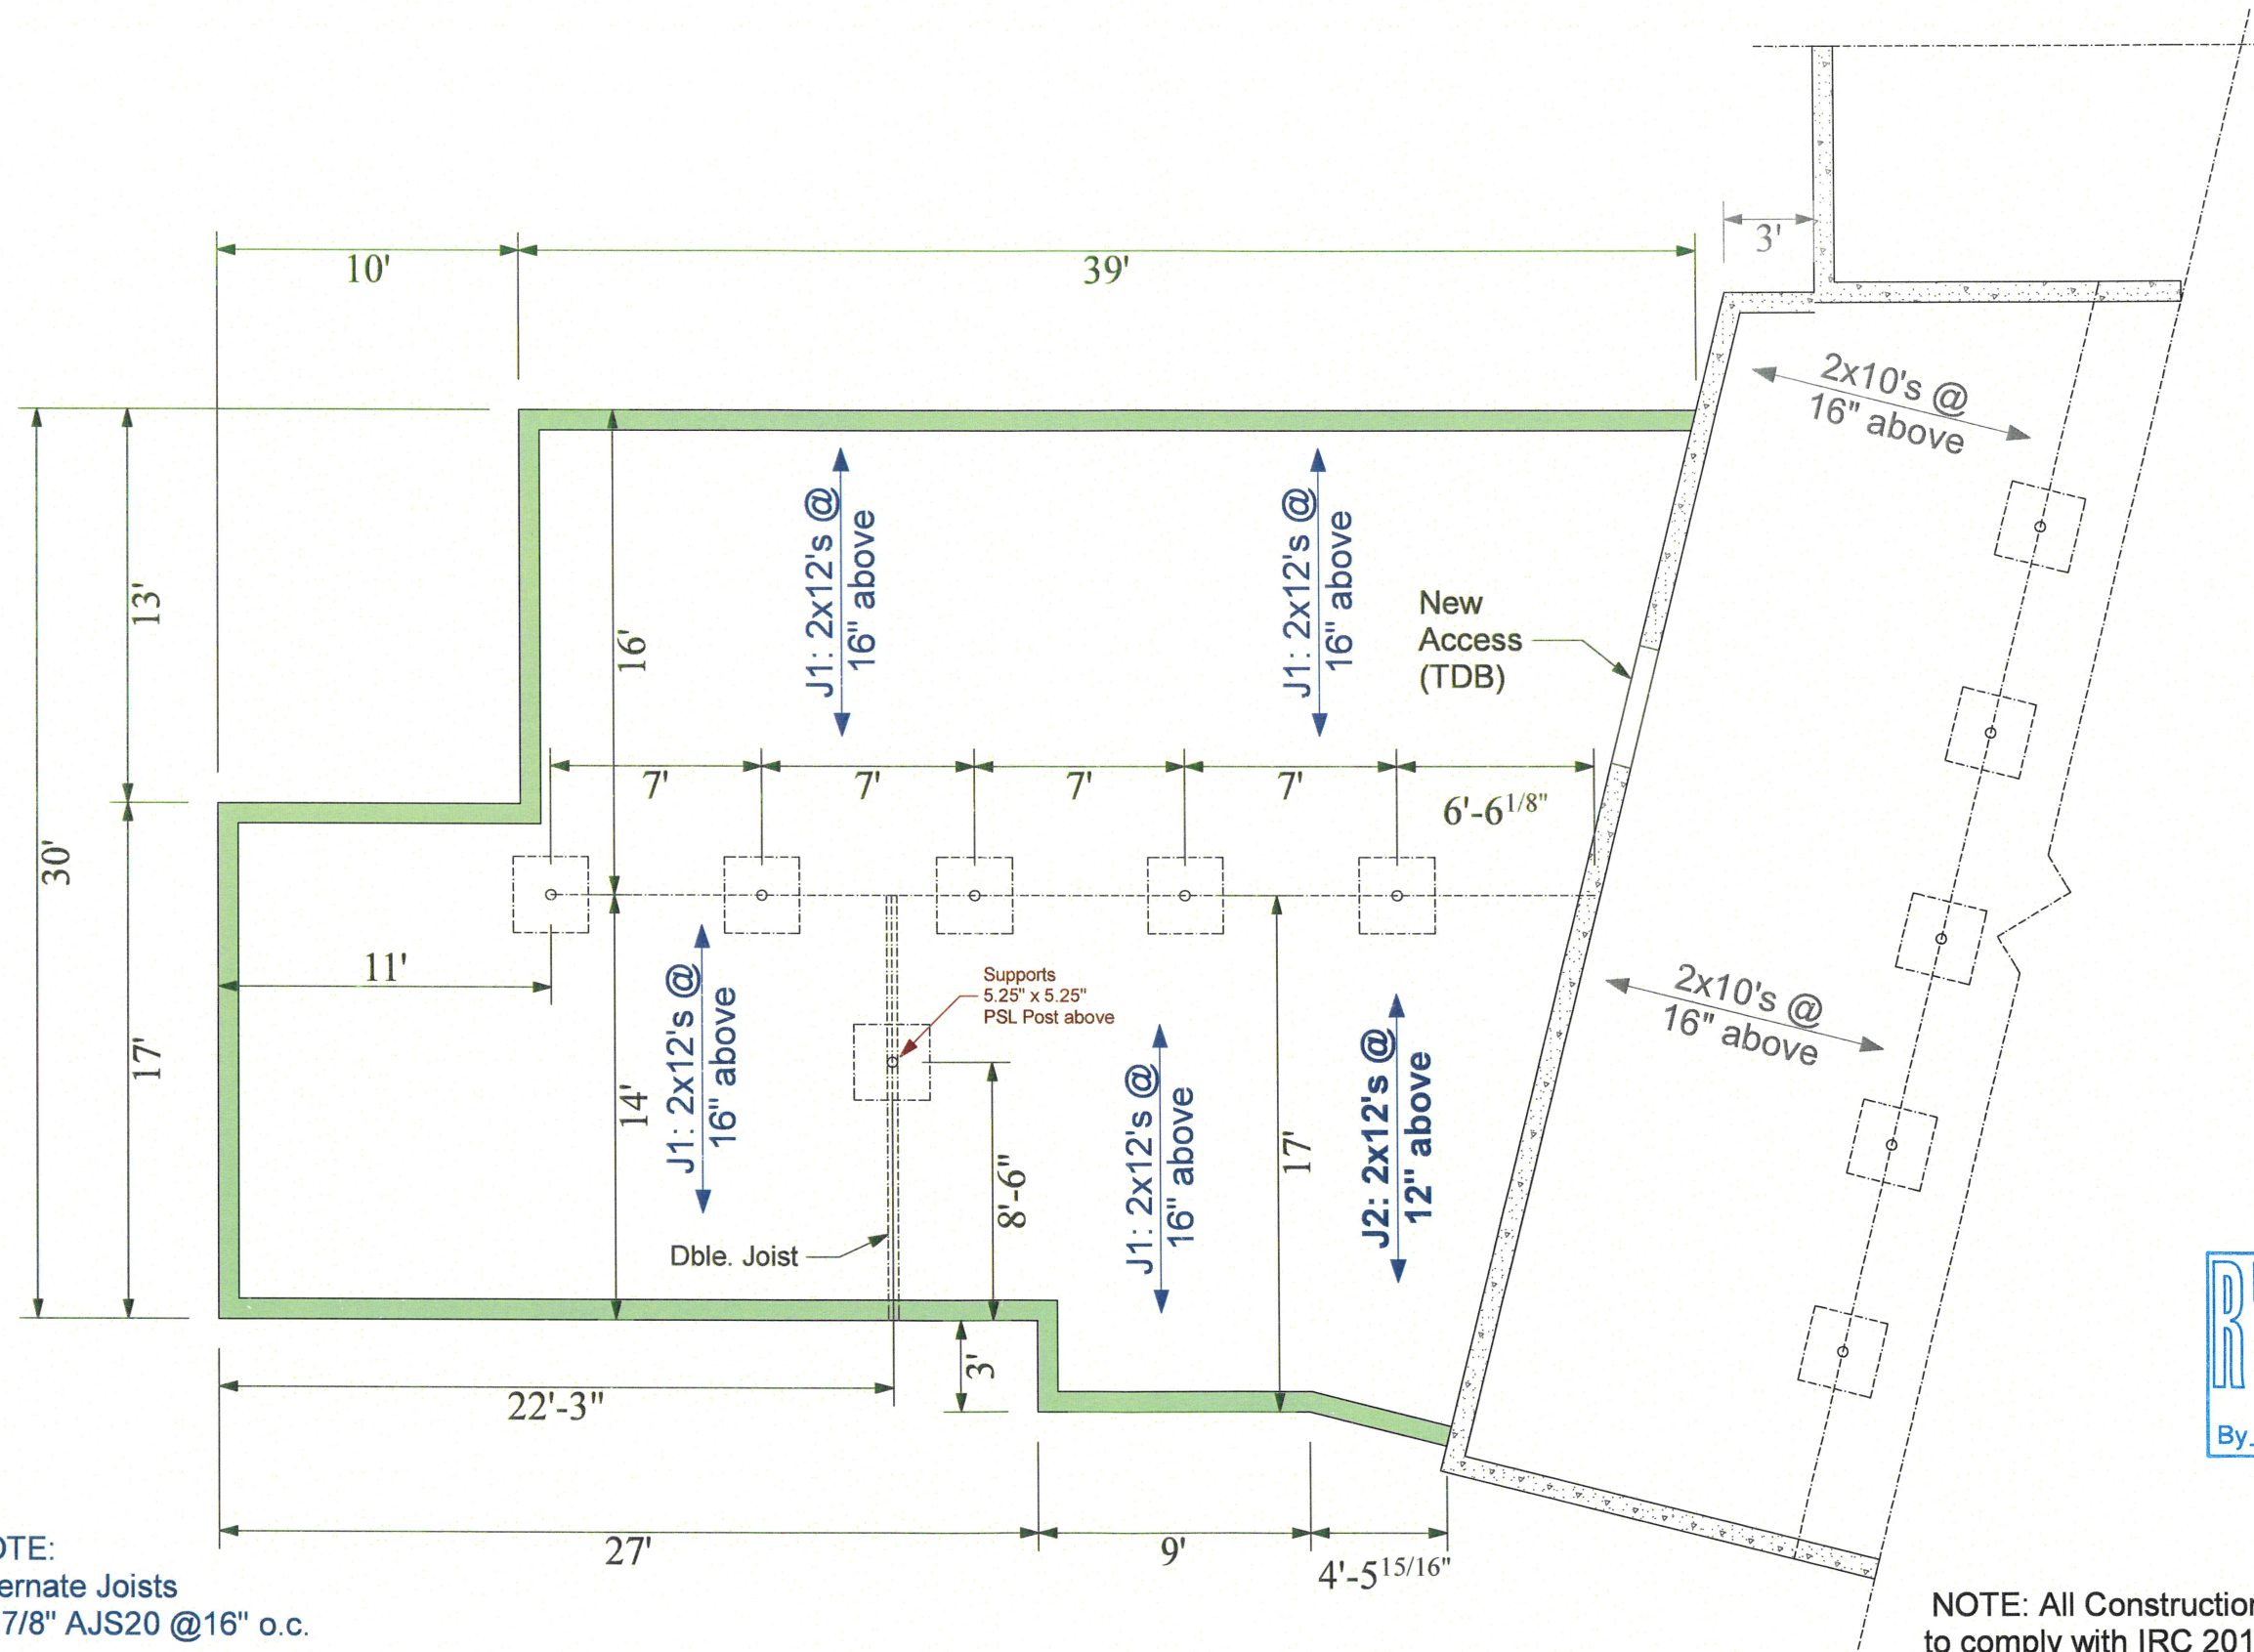 3'
10'
39'
2x10's @
16" above
J1: 2x12's @
16" above
J1: 2x12's @
16" above
New
Access
(TDB)
13'
16'
7'
7'
7'
7'
6'-6 1/8"
30'
11'
Supports
5.25" x 5.25"
PSL Post above
2x10's @
16" above
17'
14'
J1: 2x12's @
16" above
8'-6"
J1: 2x12's @
16" above
17'
J2: 2x12's @
12" above
Dble. Joist
3'
22'-3"
By
27'
9'
4'-5 15/16"
OTE:
ernate Joists
7/8" AJS20 @16" o.c.
NOTE: All Construction
to comply with IRC 201